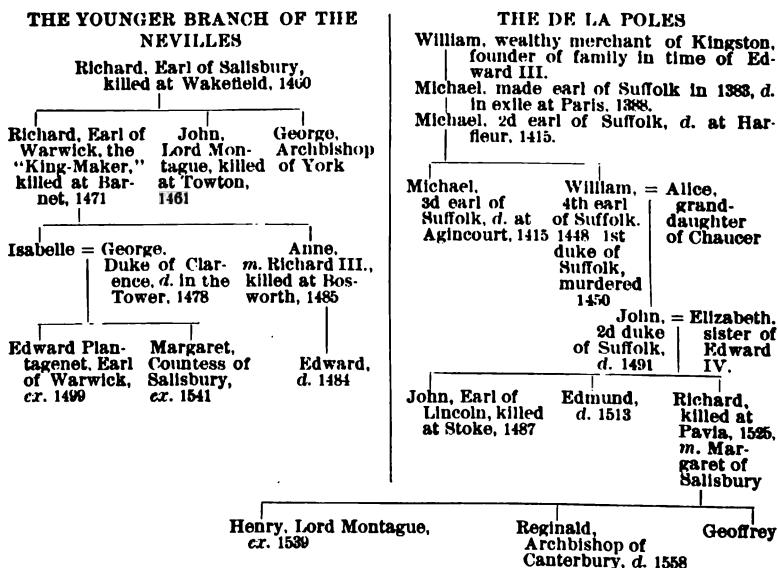 THE YOUNGER BRANCH OF THE
NEVILLES
Richard, Earl of Salisbury,
killed at Wakefield, 1460
Richard, Earl of
Warwick, the
"King-Maker,"
killed at Bar-
net, 1471
John,
Lord Mon-
tague, killed
at Towton,
1461
George,
Archbishop
of York
Isabelle = George,
Duke of Clar-
ence, d. in the
Tower, 1478
Anne,
m. Richard III.,
killed at Bos-
worth, 1485
Edward Plan-
tagenet, Earl
of Warwick,
ex. 1499
Margaret,
Countess of
Salisbury,
ex. 1541
Edward,
d. 1484
THE DE LA POLES
William, wealthy merchant of Kingston,
founder of family in time of Ed-
ward III.
Michael, made earl of Suffolk in 1383, d.
in exile at Paris, 1388.
Michael, 2d earl of Suffolk, d. at Har-
fleur, 1415.
Michael,
3d earl of
Suffolk, d. at
Agincourt, 1415
William, = Alice,
4th earl
of Suffolk.
1448 1st
duke of
Suffolk,
murdered
1450
grand-
daughter
of Chaucer
John, = Elizabeth,
2d duke
of Suffolk,
d. 1491
sister of
Edward
IV.
John, Earl of
Lincoln, killed
at Stoke, 1487
Edmund,
d. 1513
Richard,
killed at
Pavia, 1525,
m. Mar-
garet of
Salisbury
Henry, Lord Montague,
ex. 1539
Reginald,
Archbishop of
Canterbury, d. 1558
Geoffrey